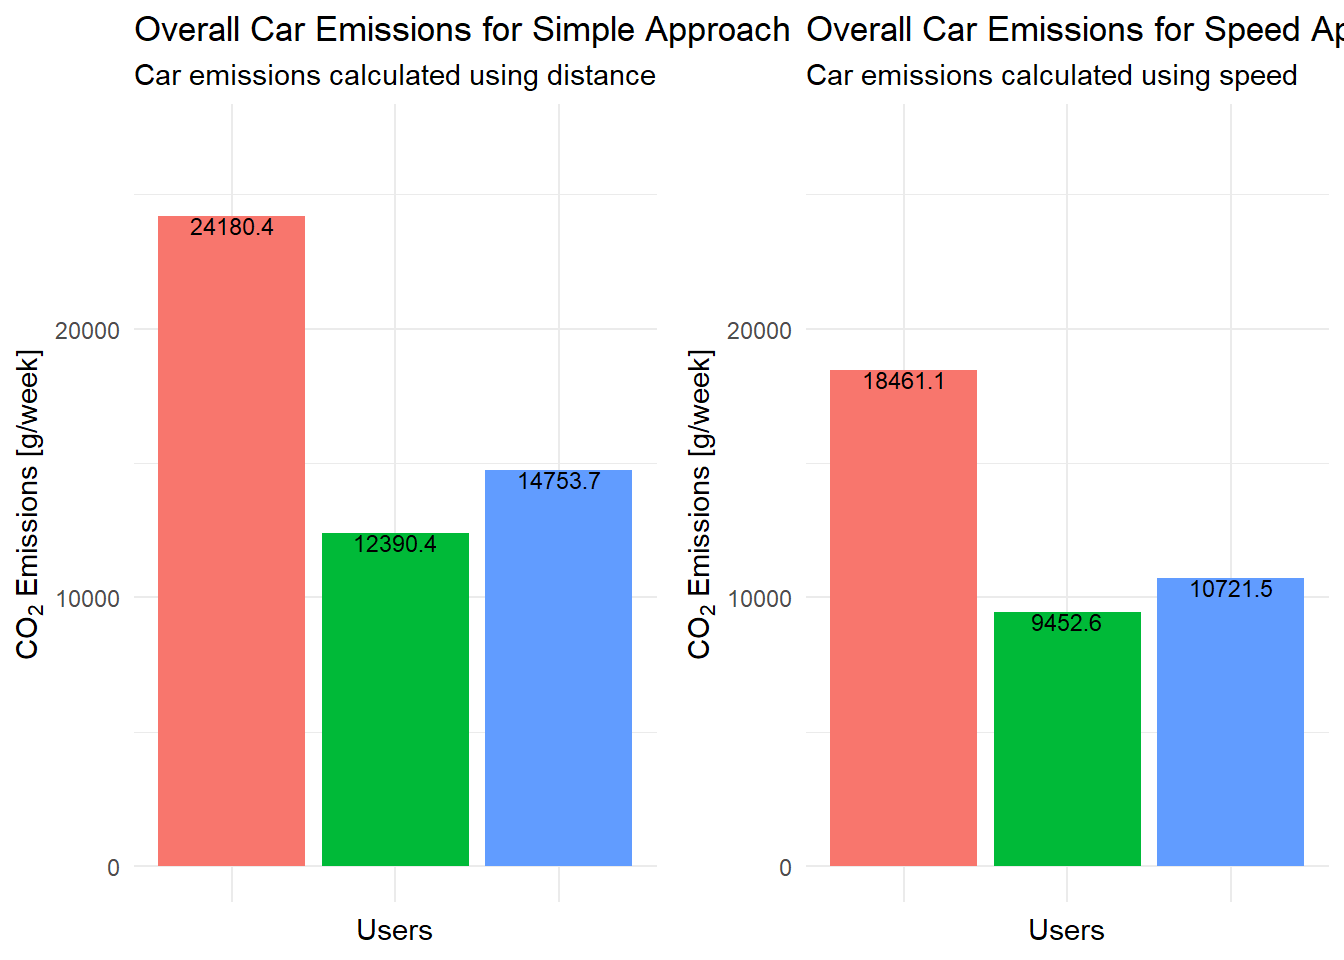 Overall Car Emissions for Simple Approach
Car emissions calculated using distance
CO₂ Emissions [g/week]
20000
10000
0
24180.4
12390.4
14753.7
Users
Overall Car Emissions for Speed Ap
Car emissions calculated using speed
CO₂ Emissions [g/week]
20000
10000
0
18461.1
9452.6
10721.5
Users